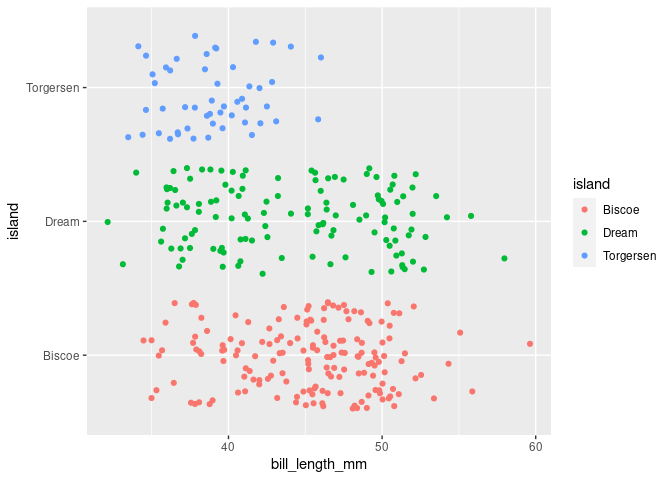 Torgersen
Dream
Biscoe
island
40
50
60
bill_length_mm
island
Biscoe
Dream
Torgersen